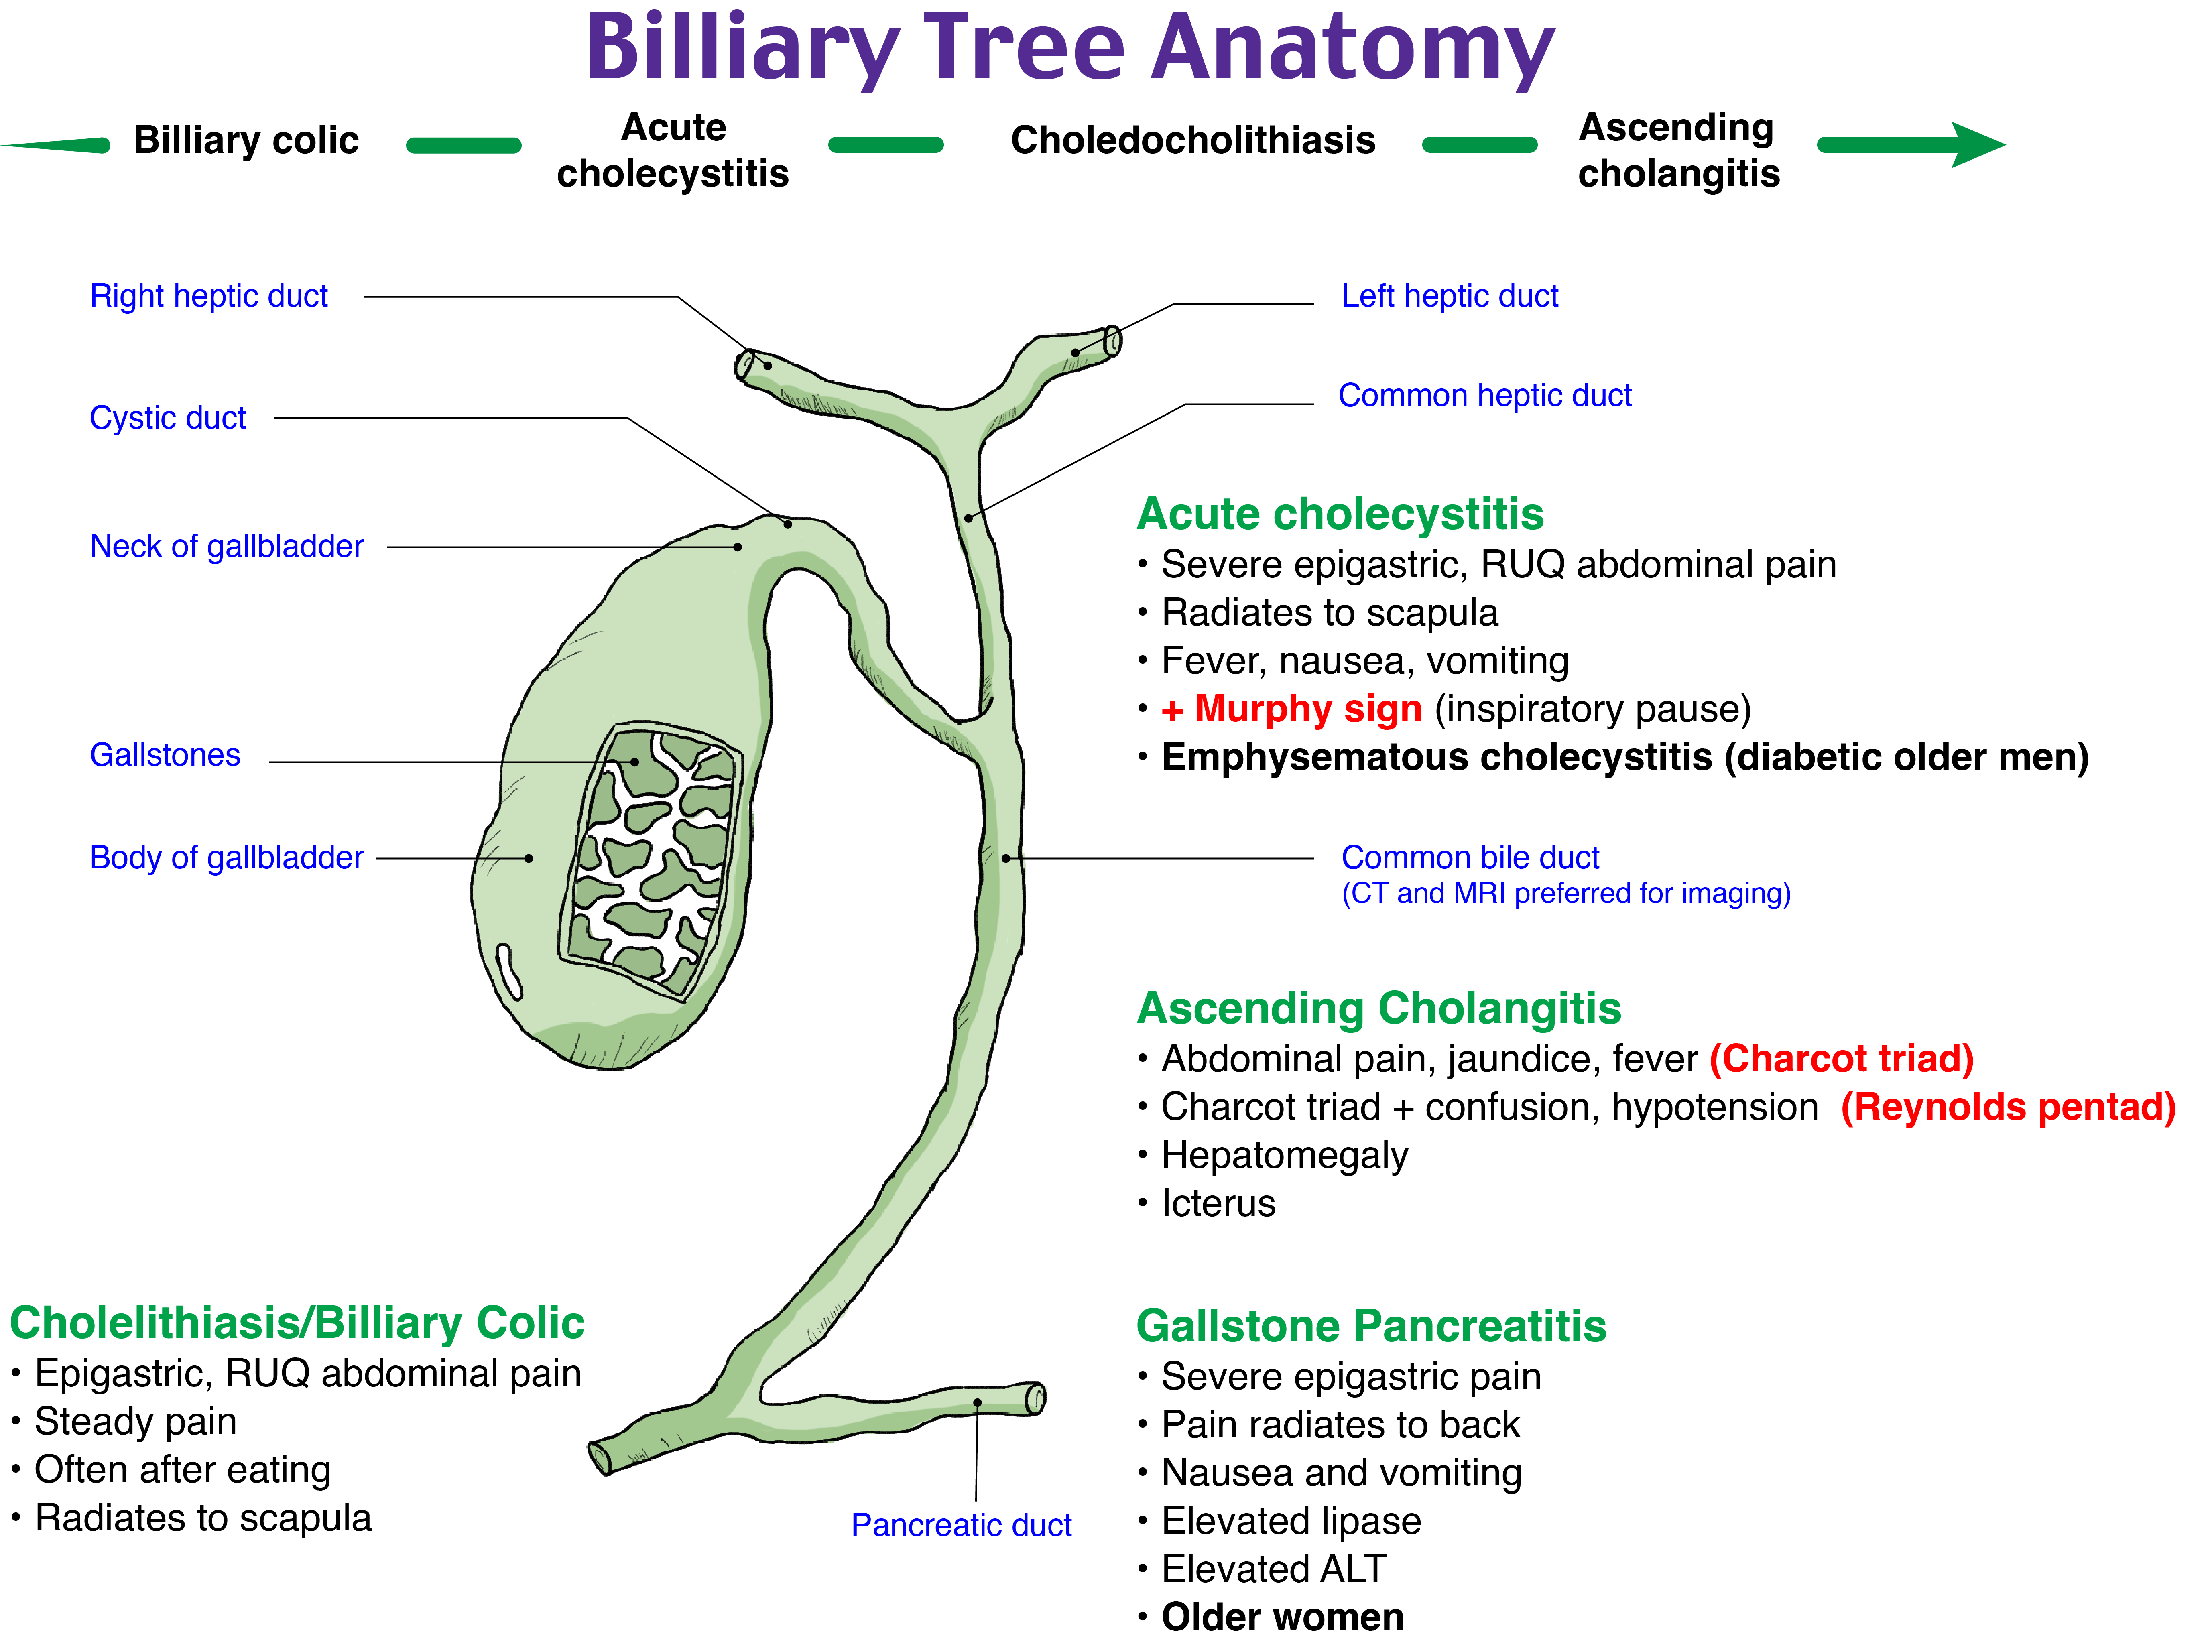 Billiary Tree Anatomy
Billiary colic
Acute
cholecystitis
Choledocholithiasis
Ascending
cholangitis
Right heptic duct
Cystic duct
Neck of gallbladder
Gallstones
Body of gallbladder
Left heptic duct
Common heptic duct
Acute cholecystitis
• Severe epigastric, RUQ abdominal pain
• Radiates to scapula
• Fever, nausea, vomiting
• + Murphy sign (inspiratory pause)
• Emphysematous cholecystitis (diabetic older men)
Common bile duct
(CT and MRI preferred for imaging)
Ascending Cholangitis
• Abdominal pain, jaundice, fever (Charcot triad)
• Charcot triad + confusion, hypotension (Reynolds pentad)
• Hepatomegaly
• Icterus
Cholelithiasis/Billiary Colic
• Epigastric, RUQ abdominal pain
• Steady pain
• Often after eating
• Radiates to scapula
Pancreatic duct
Gallstone Pancreatitis
• Severe epigastric pain
• Pain radiates to back
• Nausea and vomiting
• Elevated lipase
• Elevated ALT
• Older women